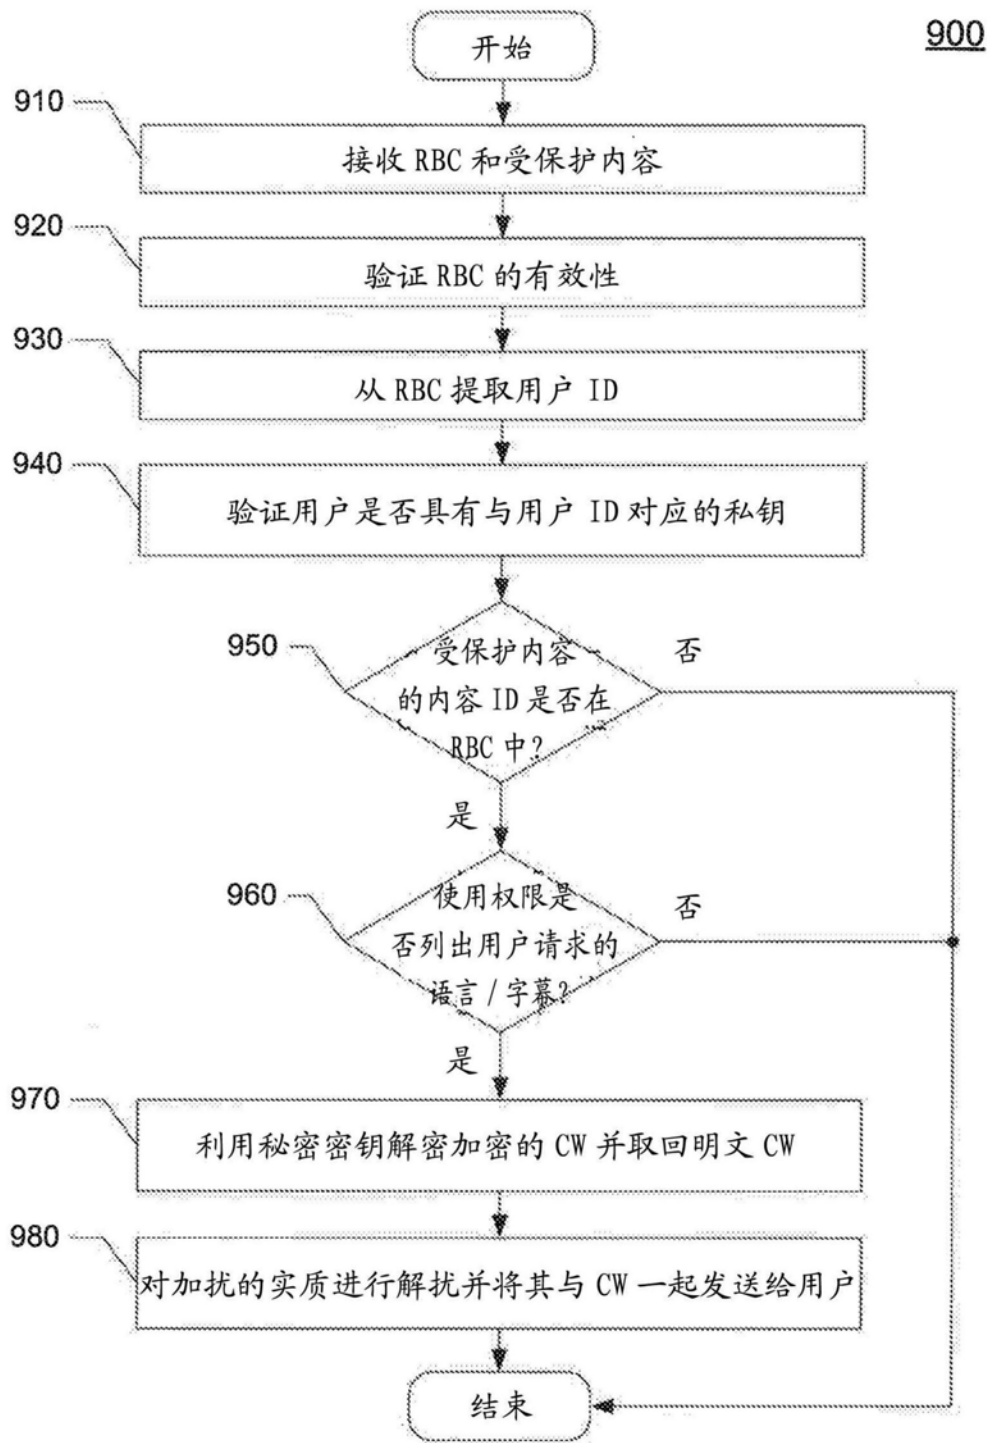 900
开始
910
接收 RBC 和受保护内容
920
验证 RBC 的有效性
930
从 RBC 提取用户 ID
940
验证用户是否具有与用户 ID 对应的私钥
950
受保护内容
的内容 ID 是否在
RBC 中?
否
是
960
使用权限是
否列出用户请求的
语言 / 字幕?
否
是
970
利用秘密密钥解密加密的 CW 并取回明文 CW
980
对加扰的实质进行解扰并将其与 CW 一起发送给用户
结束